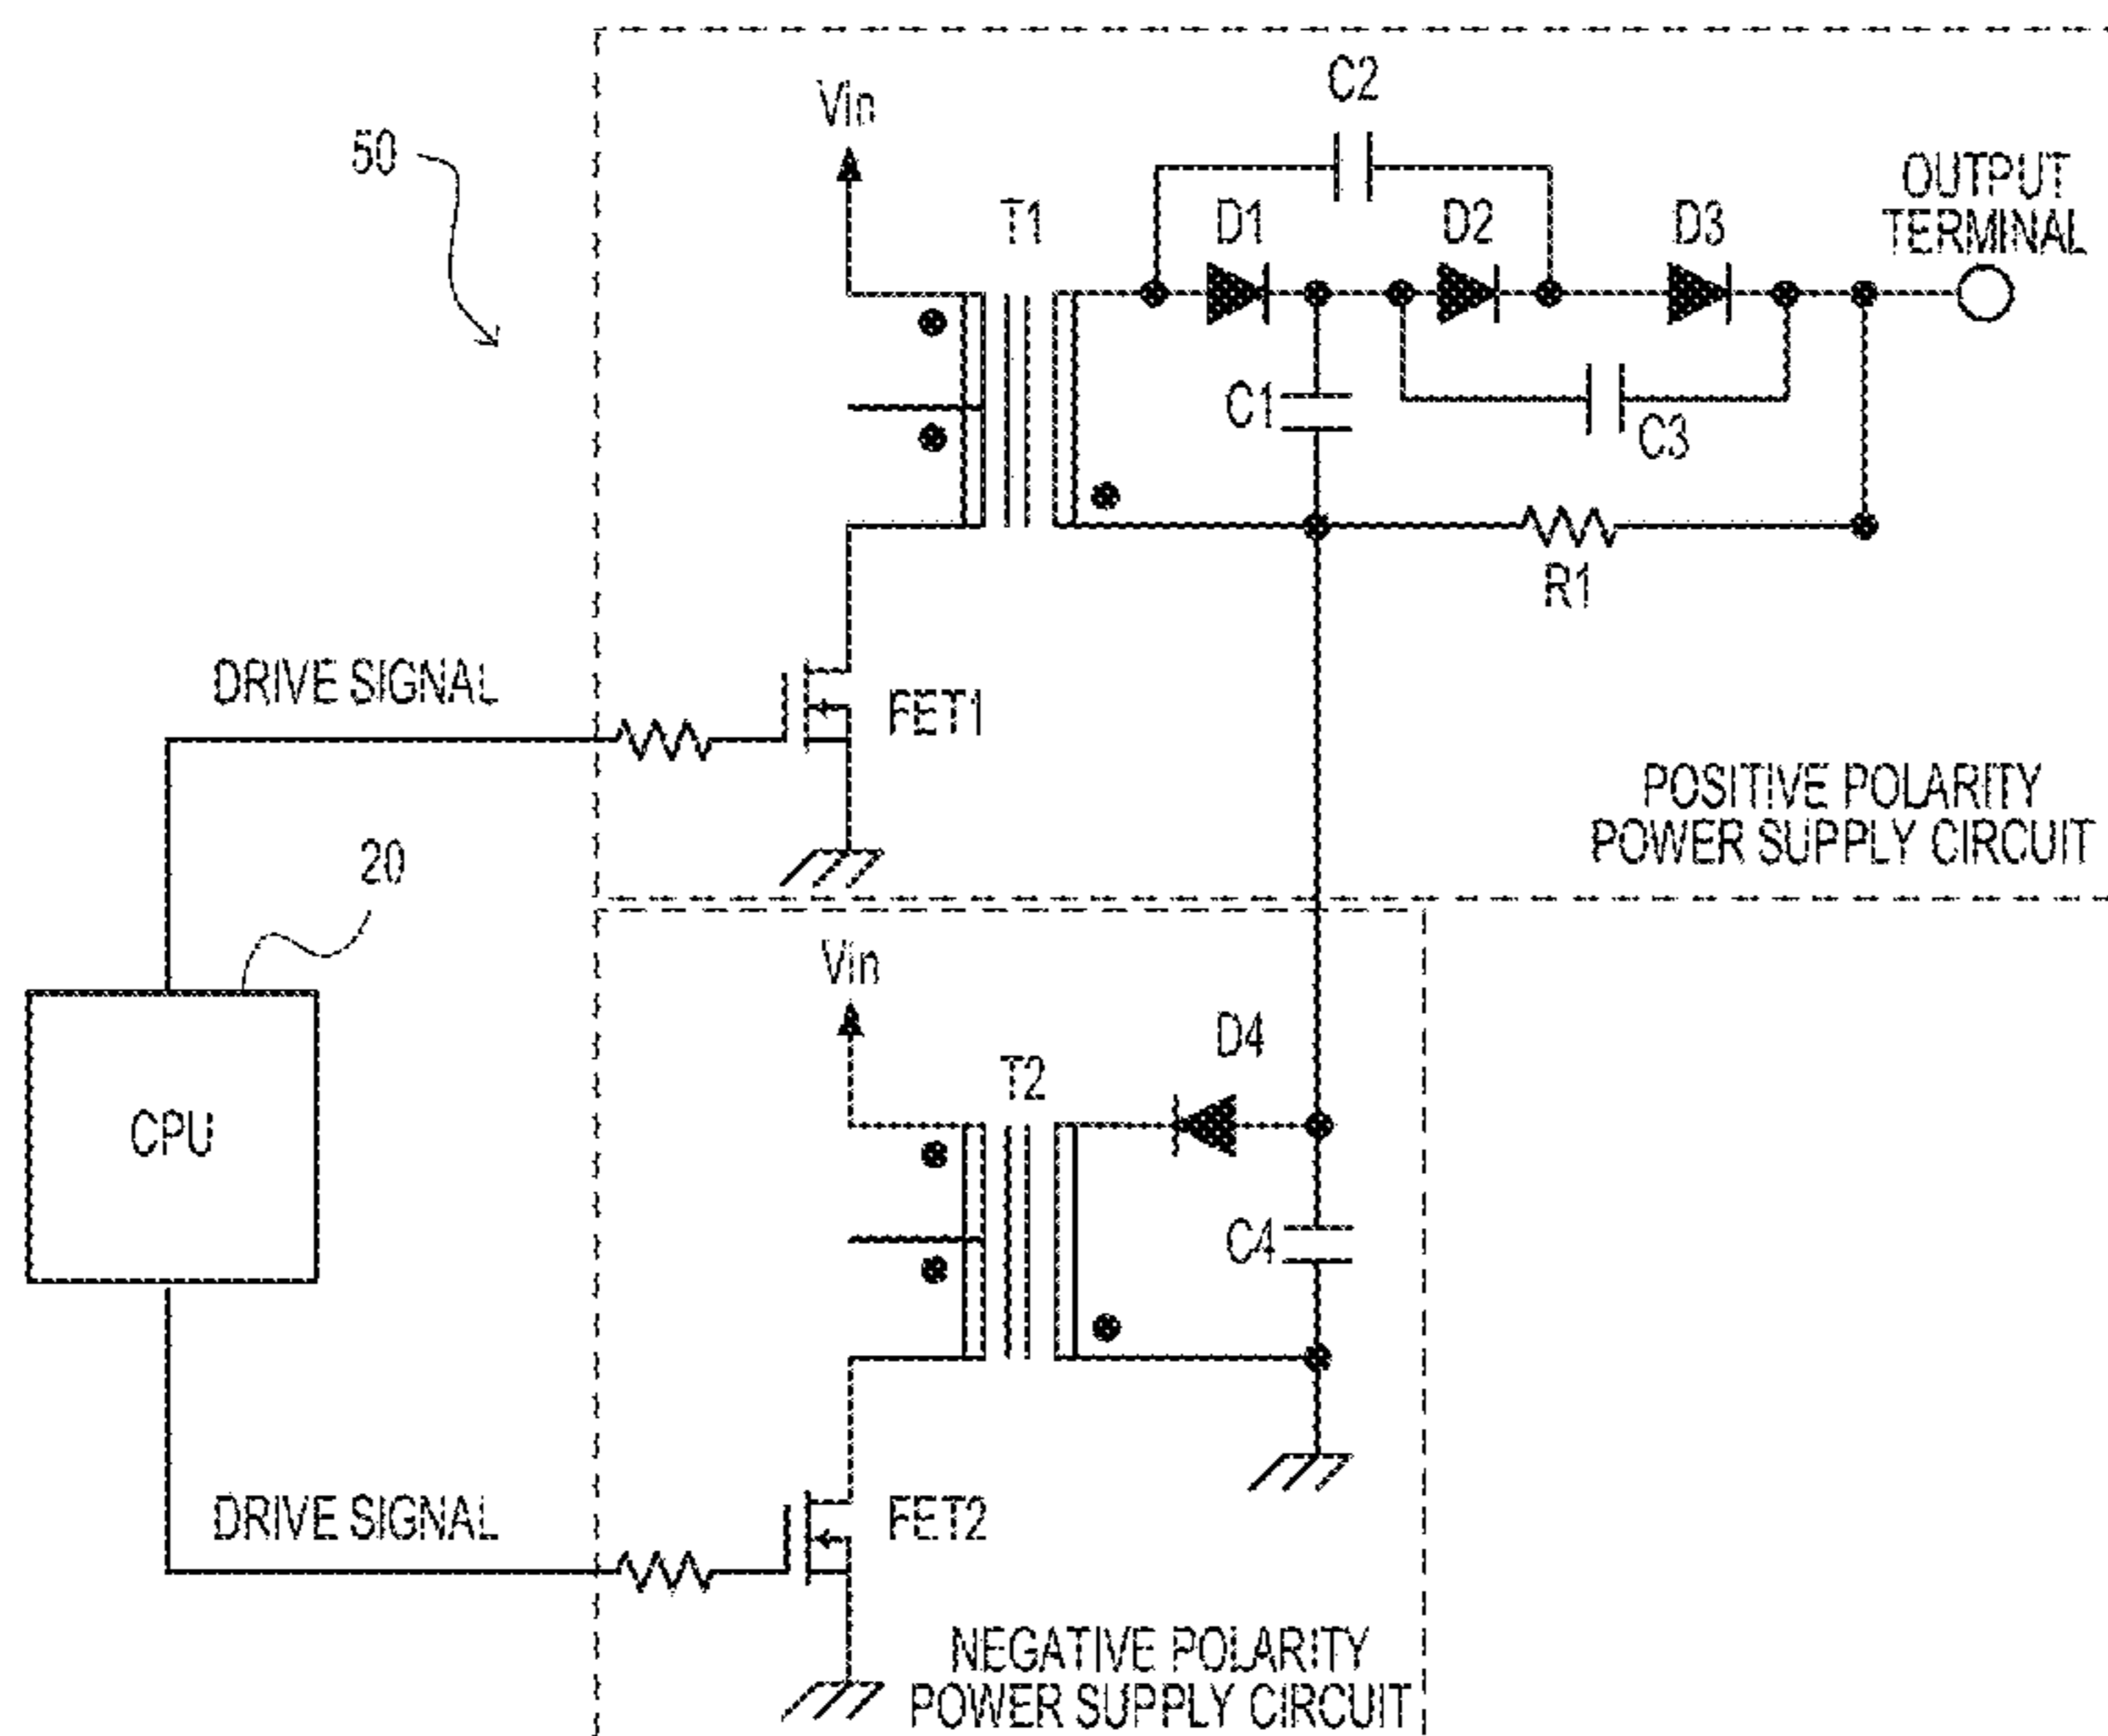 50
Vin
T1
C2
D1
D2
D3
OUTPUT
TERMINAL
C1
C3
R1
DRIVE SIGNAL
FET1
POSITIVE POLARITY
POWER SUPPLY CIRCUIT
20
CPU
Vin
T2
D4
C4
DRIVE SIGNAL
FET2
NEGATIVE POLARITY
POWER SUPPLY CIRCUIT